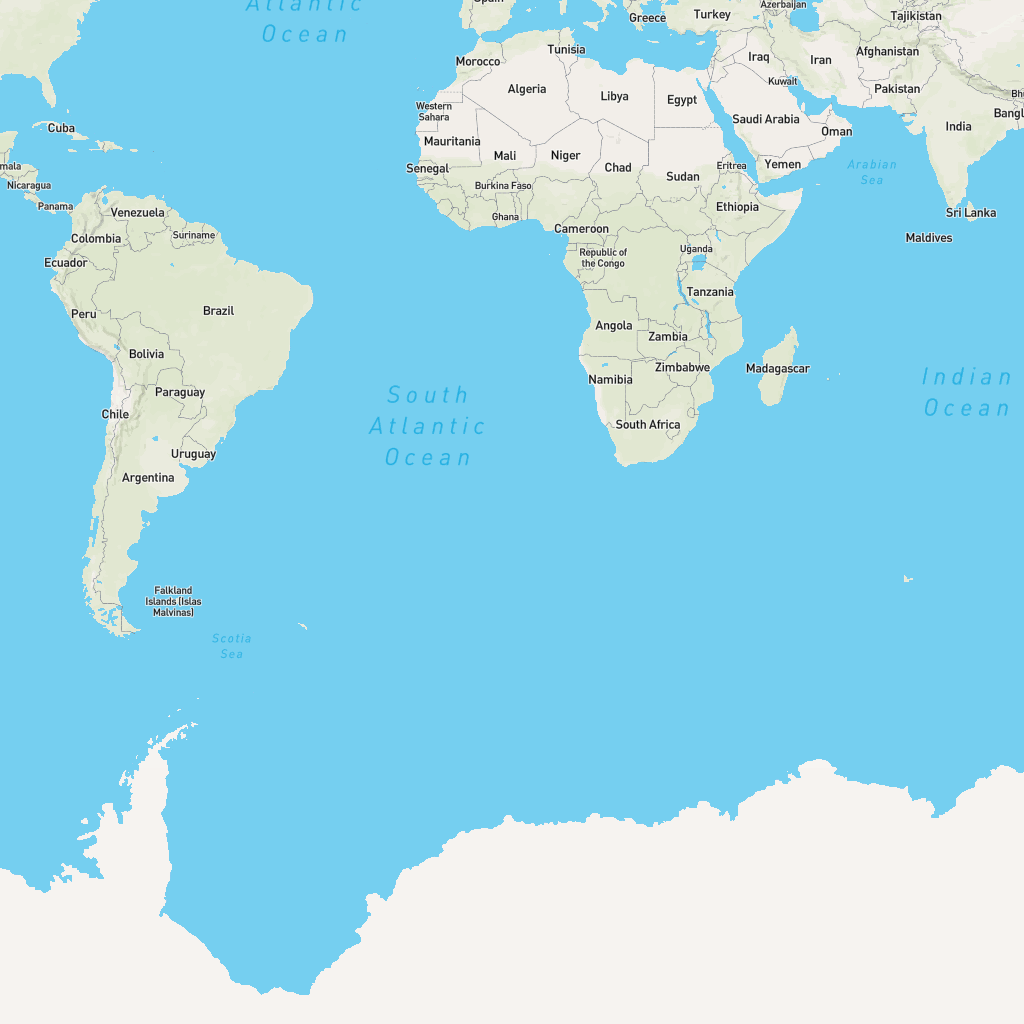 Atlantic
Ocean
Spain
Greece
Turkey
Azerbaijan
Tajikistan
Morocco
Tunisia
Iraq
Iran
Afghanistan
Algeria
Libya
Egypt
Kuwait
Pakistan
Western
Sahara
Cuba
Saudi Arabia
Oman
India
Bangl
Bh
Mauritania
Mali
Niger
Chad
Sudan
Eritrea
Yemen
Arabian
Sea
mala
Nicaragua
Panama
Senegal
Burkina Faso
Ghana
Ethiopia
Sri Lanka
Venezuela
Suriname
Colombia
Ecuador
Cameroon
Republic of
the Congo
Uganda
Maldives
Peru
Brazil
Tanzania
Angola
Zambia
Bolivia
Zimbabwe
Madagascar
Paraguay
Namibia
Indian
Ocean
Chile
South
Atlantic
Ocean
South Africa
Uruguay
Argentina
Falkland
Islands (Islas
Malvinas)
Scotia
Sea